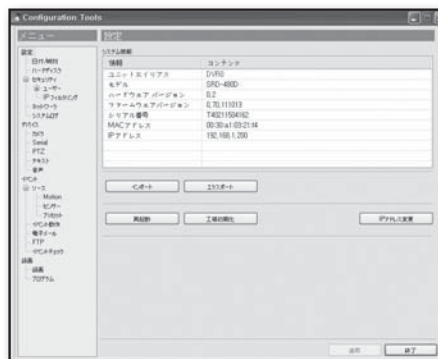 Configuration Tools
メニュー
設定
設定
日付/時刻
ハードディスク
セキュリティ
ユーザー
IPフィルタリング
ネットワーク
システムログ
デバイス
カメラ
Serial
PTZ
テキスト
音声
イベント
ソース
Motion
センサー
アイセット
イベント動作
電子メール
FTP
イベントチェック
録画
録画
プログラム
システム情報
情報 コンテンツ
ユニットエイリアス DVR0
モデル SRD-480D
ハードウェア バージョン 0.2
ファームウェア バージョン 0.70.111013
シリアル番号 T40211504162
MACアドレス 00:30:a1:03:21:f4
IPアドレス 192.168.1.200
インポート
エクスポート
再起動
工場初期化
IPアドレス変更
適用
終了